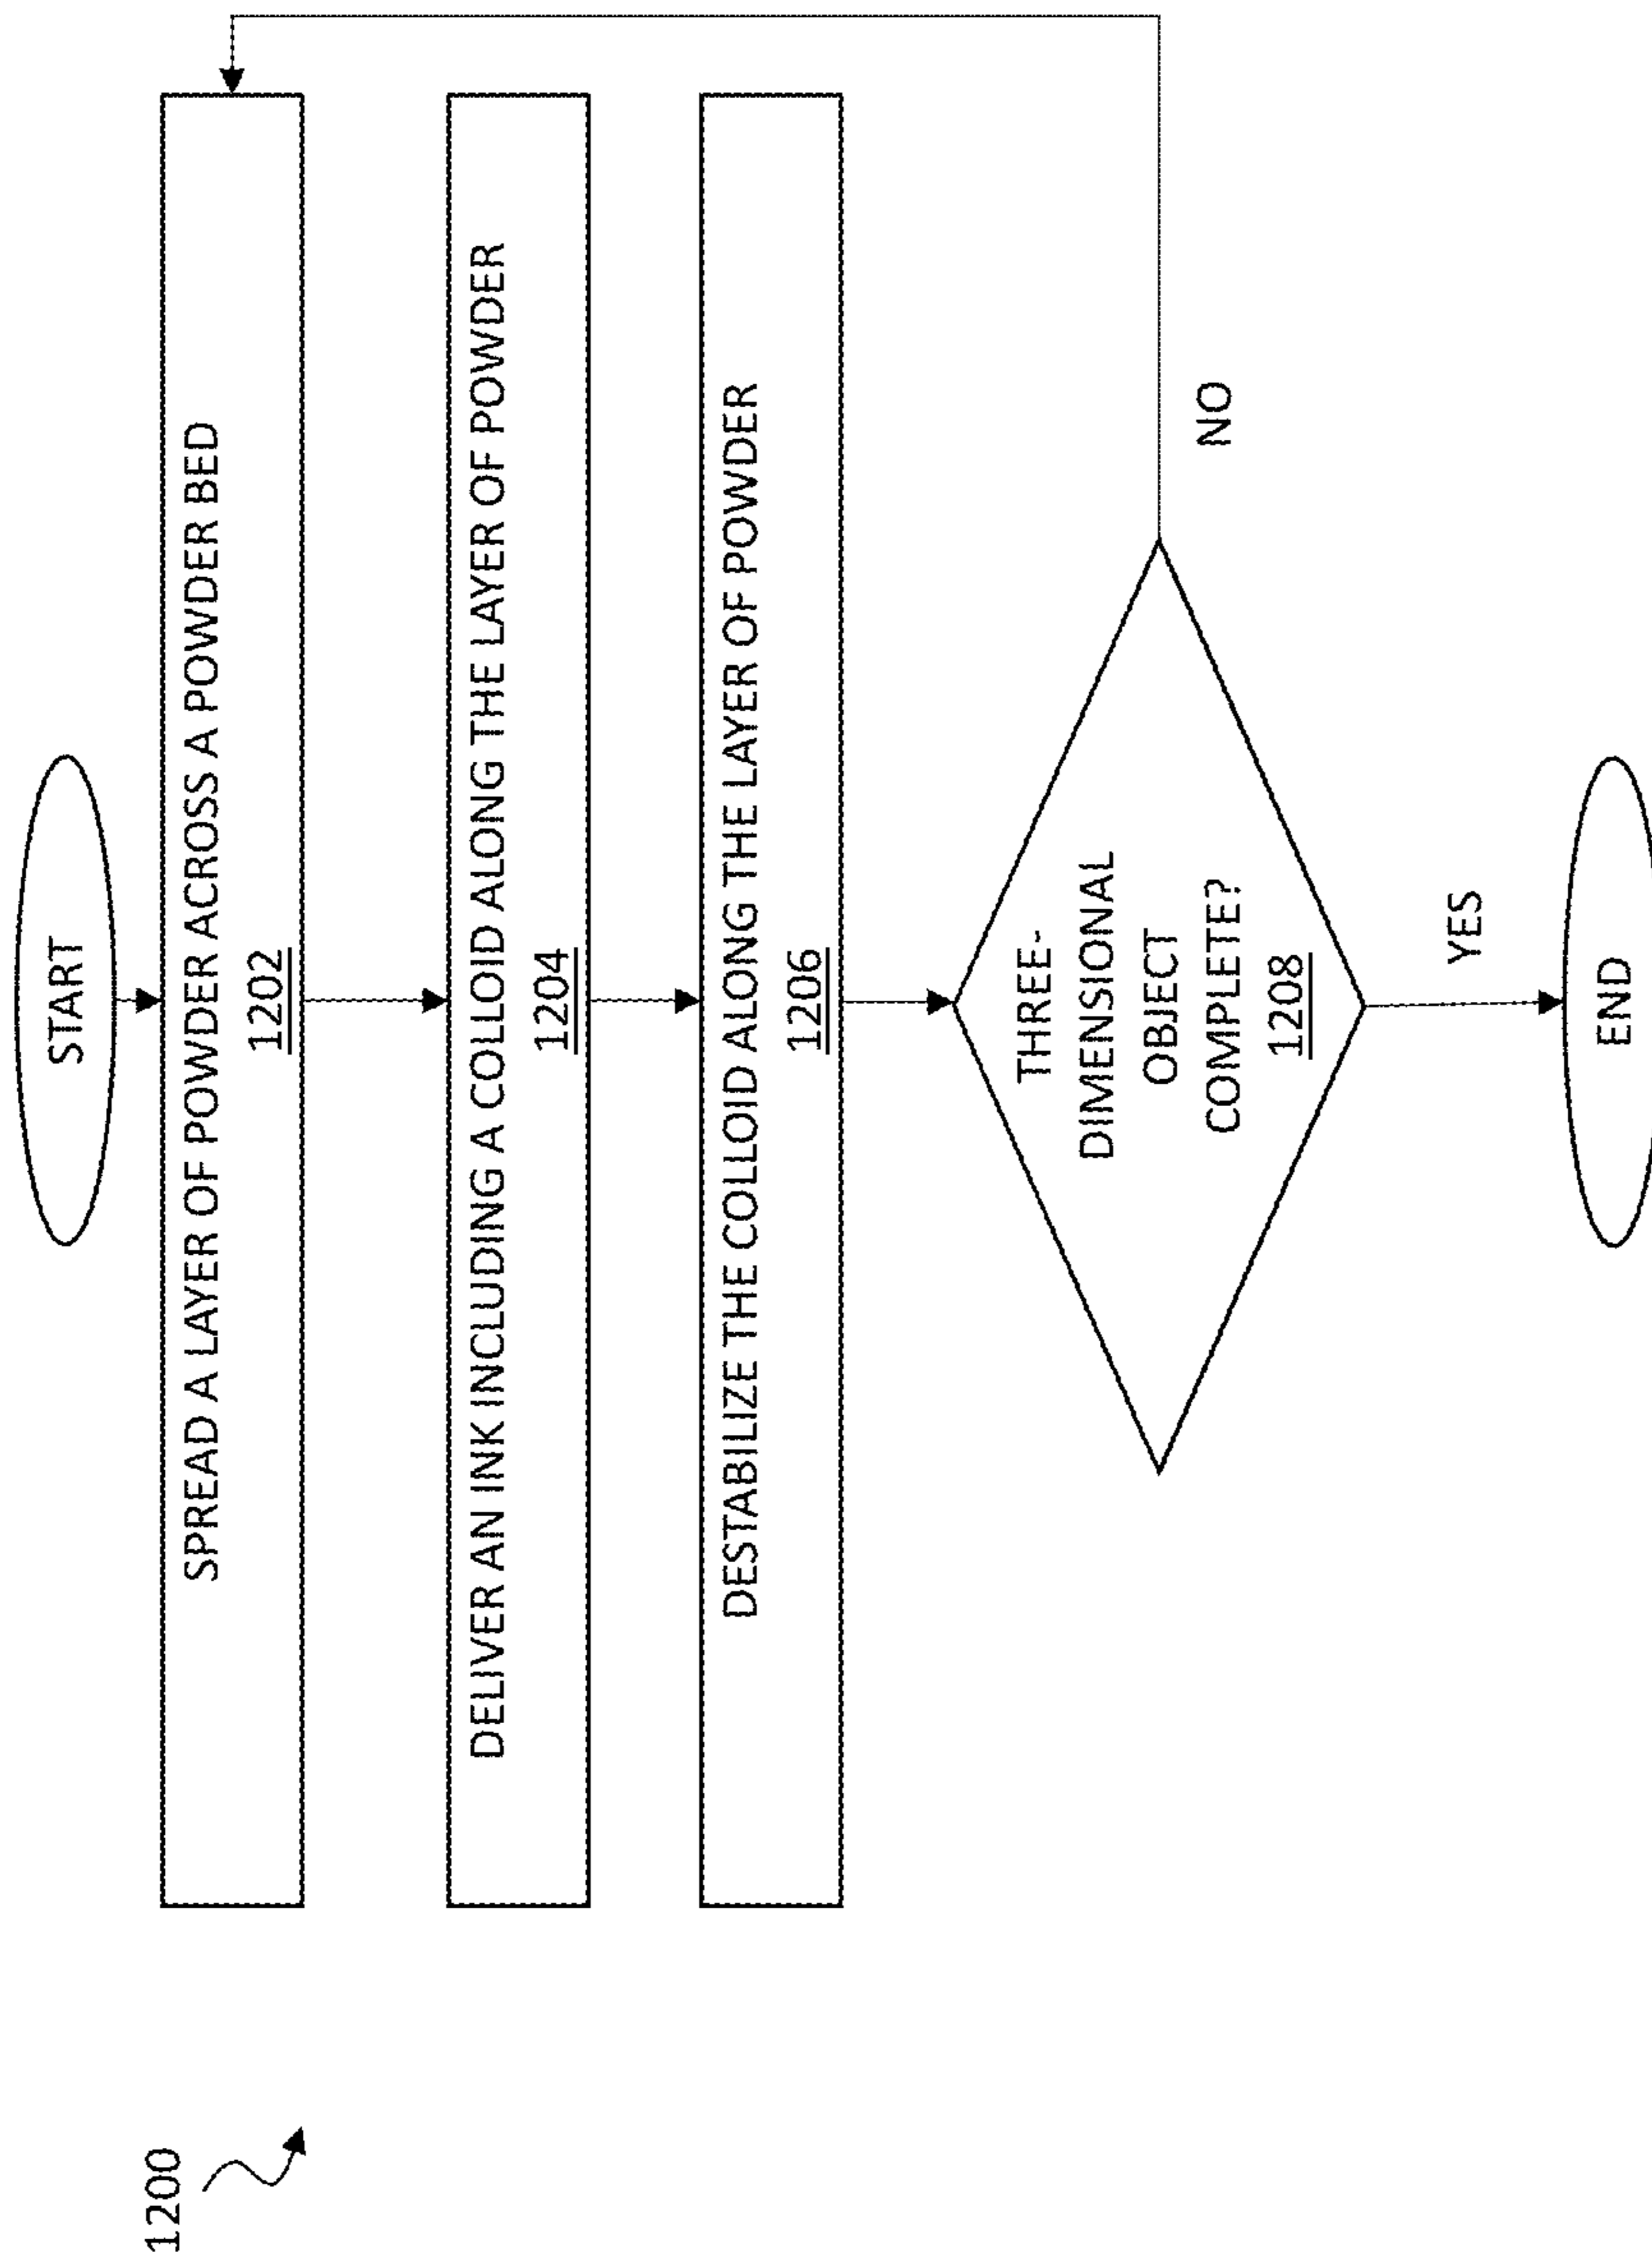 1200
START
SPREAD A LAYER OF POWDER ACROSS A POWDER BED
1202
DELIVER AN INK INCLUDING A COLLOID ALONG THE LAYER OF POWDER
1204
DESTABILIZE THE COLLOID ALONG THE LAYER OF POWDER
1206
THREE-
DIMENSIONAL
OBJECT
COMPLETE?
1208
NO
YES
END